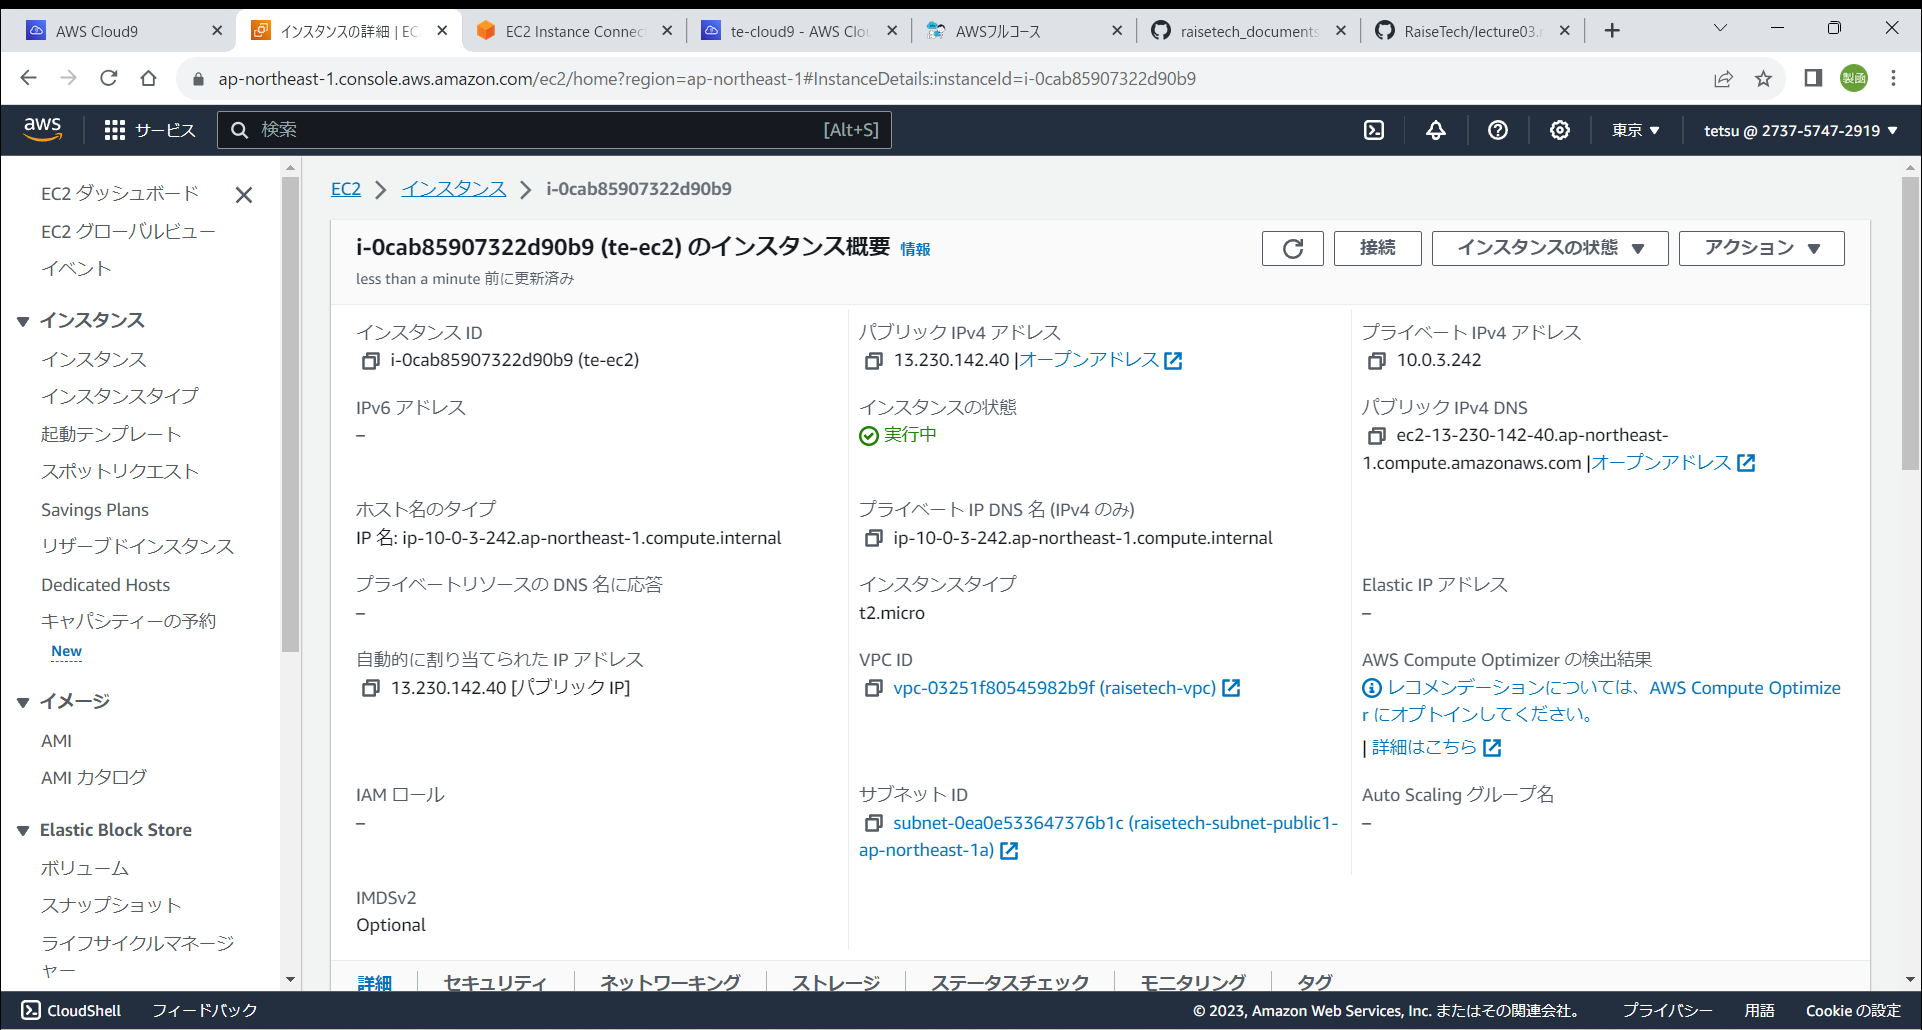 AWS Cloud9
インスタンスの詳細 | EC
EC2 Instance Connec
te-cloud9 - AWS Clou
AWSフルコース
raisetech_documents
RaiseTech/lecture03.r
ap-northeast-1.console.aws.amazon.com/ec2/home?region=ap-northeast-1#InstanceDetails:instanceId=i-0cab85907322d90b9
製函
aws
サービス
検索
[Alt+S]
東京
tetsu @ 2737-5747-2919
EC2 ダッシュボード
EC2 グローバルビュー
イベント
インスタンス
インスタンス
インスタンスタイプ
起動テンプレート
スポットリクエスト
Savings Plans
リザーブドインスタンス
Dedicated Hosts
キャパシティーの予約
New
イメージ
AMI
AMI カタログ
Elastic Block Store
ボリューム
スナップショット
ライフサイクルマネージ
ャー
EC2 > インスタンス > i-0cab85907322d90b9
i-0cab85907322d90b9 (te-ec2) のインスタンス概要 情報
less than a minute 前に更新済み
接続
インスタンスの状態
アクション
インスタンス ID
i-0cab85907322d90b9 (te-ec2)
パブリック IPv4 アドレス
13.230.142.40 |オープンアドレス
プライベート IPv4 アドレス
10.0.3.242
IPv6 アドレス
–
インスタンスの状態
実行中
パブリック IPv4 DNS
ec2-13-230-142-40.ap-northeast-
1.compute.amazonaws.com |オープンアドレス
ホスト名のタイプ
IP 名: ip-10-0-3-242.ap-northeast-1.compute.internal
プライベート IP DNS 名 (IPv4 のみ)
ip-10-0-3-242.ap-northeast-1.compute.internal
プライベートリソースの DNS 名に応答
–
インスタンスタイプ
t2.micro
Elastic IP アドレス
–
自動的に割り当てられた IP アドレス
13.230.142.40 [パブリック IP]
VPC ID
vpc-03251f80545982b9f (raisetech-vpc)
AWS Compute Optimizer の検出結果
レコメンデーションについては、AWS Compute Optimize
r にオプトインしてください。
| 詳細はこちら
IAM ロール
–
サブネット ID
subnet-0ea0e533647376b1c (raisetech-subnet-public1-
ap-northeast-1a)
Auto Scaling グループ名
–
IMDSv2
Optional
詳細
セキュリティ
ネットワーキング
ストレージ
ステータスチェック
モニタリング
タグ
CloudShell
フィードバック
© 2023, Amazon Web Services, Inc. またはその関連会社。
プライバシー
用語
Cookie の設定